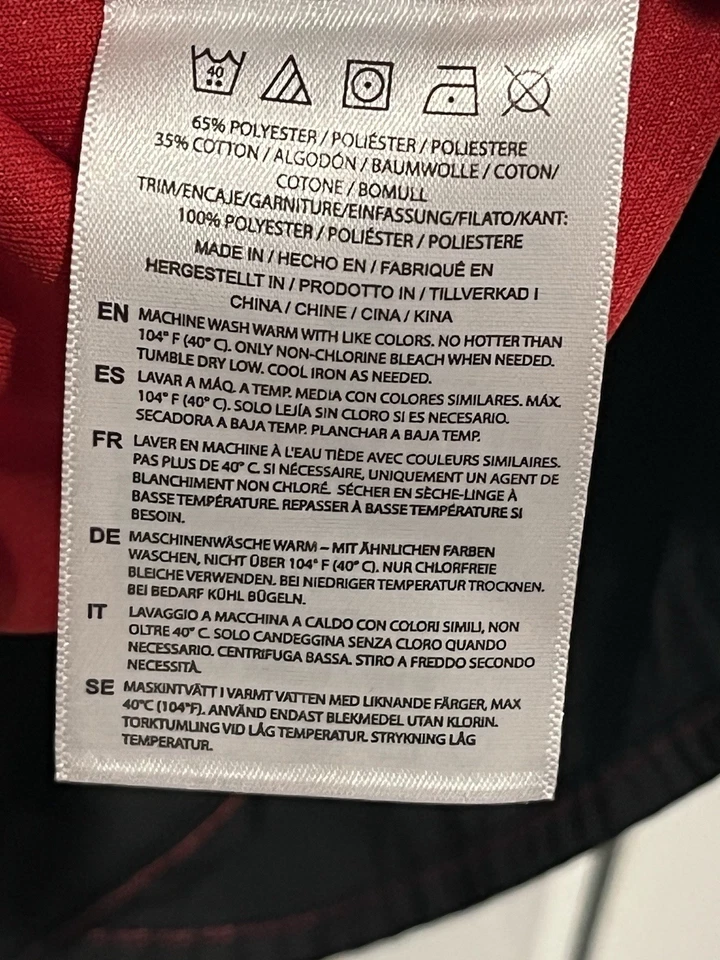 40
65% POLYESTER / POLIÉSTER / POLIESTERE
35% COTTON / ALGODÓN / BAUMWOLLE / COTON/
COTONE / BOMULL
TRIM/ENCAJE/GARNITURE/EINFASSUNG/FILATO/KANT:
100% POLYESTER / POLIÉSTER / POLIESTERE
MADE IN / HECHO EN / FABRIQUÉ EN
HERGESTELLT IN / PRODOTTO IN / TILLVERKAD I
CHINA / CHINE / CINA / KINA
EN MACHINE WASH WARM WITH LIKE COLORS. NO HOTTER THAN
104° F (40° C). ONLY NON-CHLORINE BLEACH WHEN NEEDED.
TUMBLE DRY LOW. COOL IRON AS NEEDED.
ES LAVAR A MÁQ. A TEMP. MEDIA CON COLORES SIMILARES. MÁX.
104° F (40° C). SOLO LEJÍA SIN CLORO SI ES NECESARIO.
SECADORA A BAJA TEMP. PLANCHAR A BAJA TEMP.
FR LAVER EN MACHINE À L'EAU TIÈDE AVEC COULEURS SIMILAIRES.
PAS PLUS DE 40° C. SI NÉCESSAIRE, UNIQUEMENT UN AGENT DE
BLANCHIMENT NON CHLORÉ. SÉCHER EN SÈCHE-LINGE À
BASSE TEMPÉRATURE. REPASSER À BASSE TEMPÉRATURE SI
BESOIN.
DE MASCHINENWÄSCHE WARM – MIT ÄHNLICHEN FARBEN
WASCHEN, NICHT ÜBER 104° F (40° C). NUR CHLORFREIE
BLEICHE VERWENDEN. BEI NIEDRIGER TEMPERATUR TROCKNEN.
BEI BEDARF KÜHL BÜGELN.
IT LAVAGGIO A MACCHINA A CALDO CON COLORI SIMILI, NON
OLTRE 40° C. SOLO CANDEGGINA SENZA CLORO QUANDO
NECESSARIO. CENTRIFUGA BASSA. STIRO A FREDDO SECONDO
NECESSITÀ.
SE MASKINTVÄTT I VARMT VATTEN MED LIKNANDE FÄRGER, MAX
40°C (104°F). ANVÄND ENDAST BLEKMEDEL UTAN KLORIN.
TORKTUMLING VID LÅG TEMPERATUR. STRYKNING LÅG
TEMPERATUR.